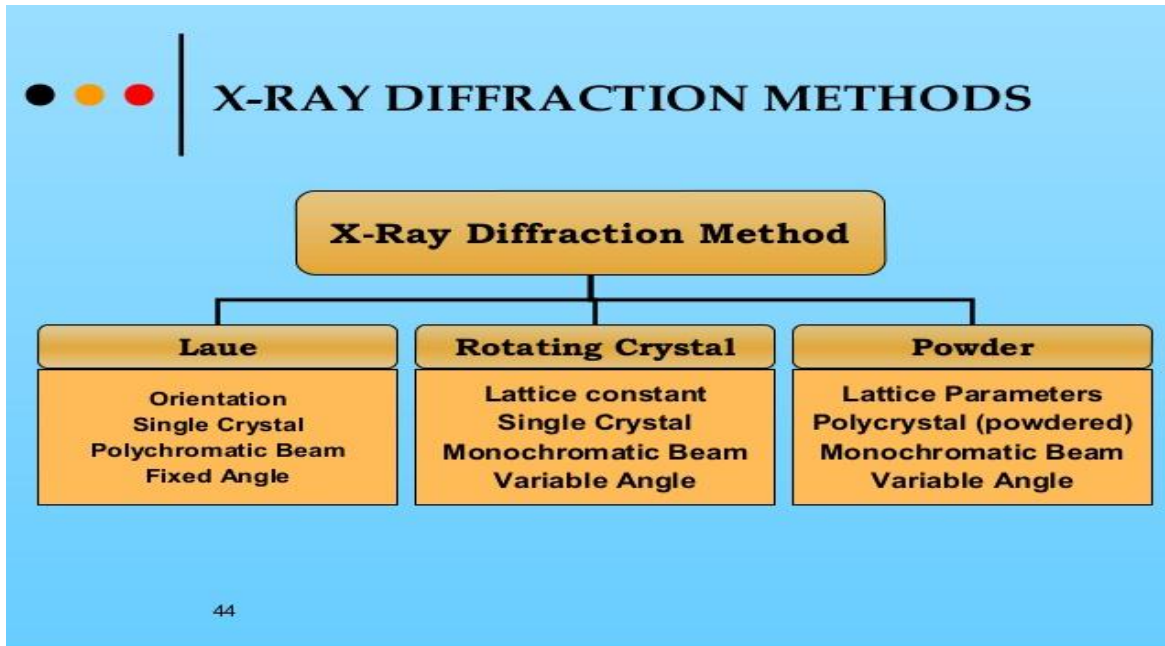 X-RAY DIFFRACTION METHODS
X-Ray Diffraction Method
Laue
Orientation
Single Crystal
Polychromatic Beam
Fixed Angle
Rotating Crystal
Lattice constant
Single Crystal
Monochromatic Beam
Variable Angle
Powder
Lattice Parameters
Polycrystal (powdered)
Monochromatic Beam
Variable Angle
44